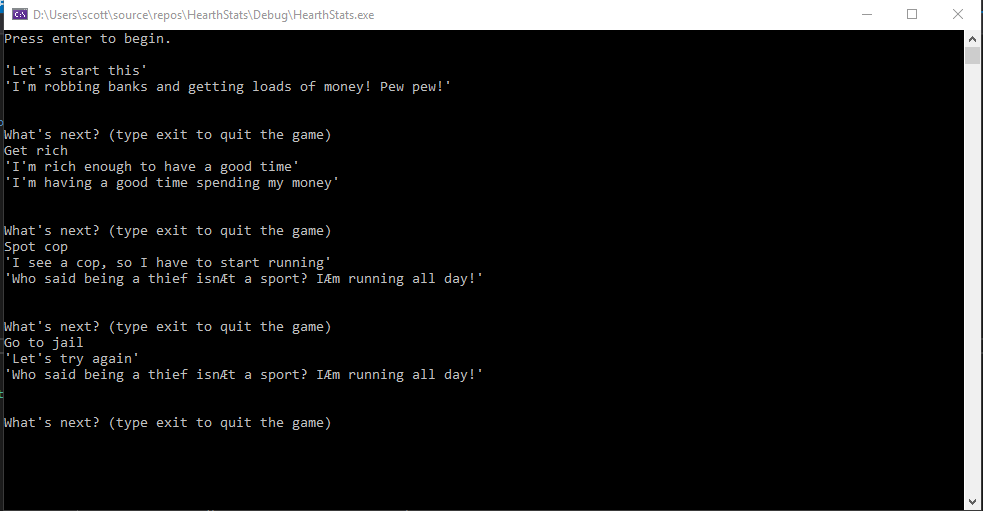 D:\Users\scott\source\repos\HearthStats\Debug\HearthStats.exe
Press enter to begin.
'Let's start this'
'I'm robbing banks and getting loads of money! Pew pew!'
What's next? (type exit to quit the game)
Get rich
'I'm rich enough to have a good time'
'I'm having a good time spending my money'
What's next? (type exit to quit the game)
Spot cop
'I see a cop, so I have to start running'
'Who said being a thief isnÆt a sport? IÆm running all day!'
What's next? (type exit to quit the game)
Go to jail
'Let's try again'
'Who said being a thief isnÆt a sport? IÆm running all day!'
What's next? (type exit to quit the game)